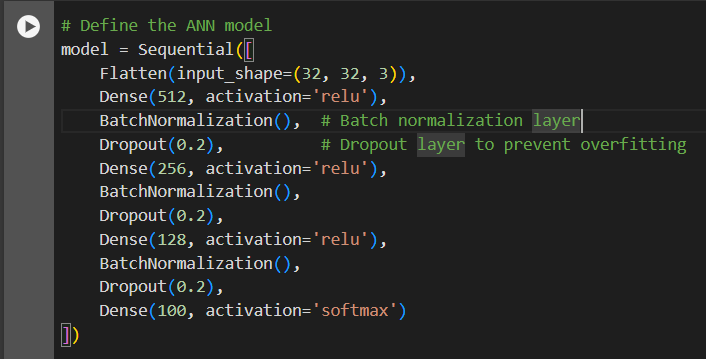 # Define the ANN model
model = Sequential([
    Flatten(input_shape=(32, 32, 3)),
    Dense(512, activation='relu'),
    BatchNormalization(),  # Batch normalization layer
    Dropout(0.2),          # Dropout layer to prevent overfitting
    Dense(256, activation='relu'),
    BatchNormalization(),
    Dropout(0.2),
    Dense(128, activation='relu'),
    BatchNormalization(),
    Dropout(0.2),
    Dense(100, activation='softmax')
])